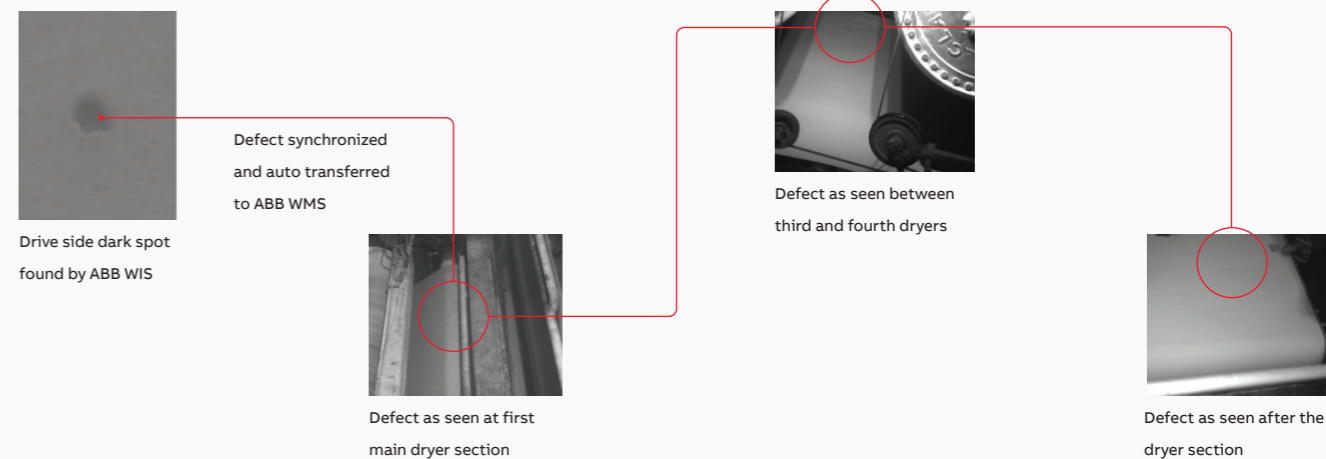 Drive side dark spot
found by ABB WIS
Defect synchronized
and auto transferred
to ABB WMS
Defect as seen at first
main dryer section
Defect as seen between
third and fourth dryers
Defect as seen after the
dryer section